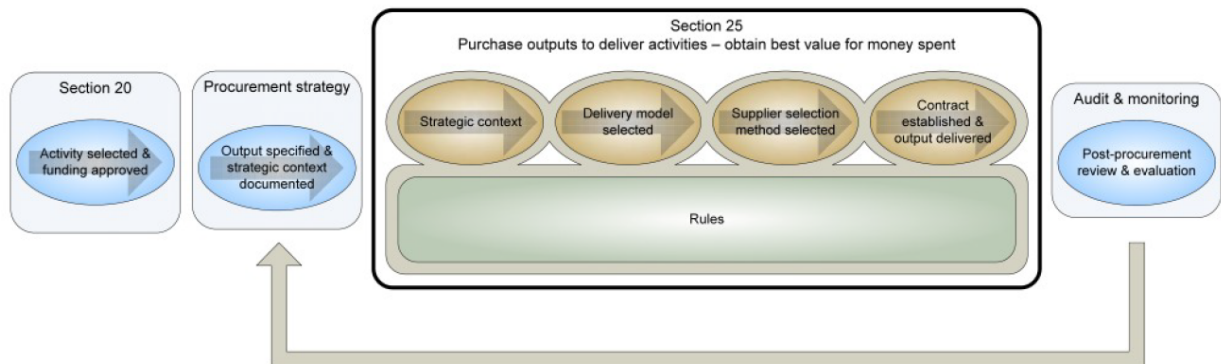 Section 25
Purchase outputs to deliver activities – obtain best value for money spent
Section 20
Activity selected &
funding approved
Procurement strategy
Output specified &
strategic context
documented
Strategic context
Delivery model
selected
Supplier selection
method selected
Contract
established &
output delivered
Rules
Audit & monitoring
Post-procurement
review & evaluation